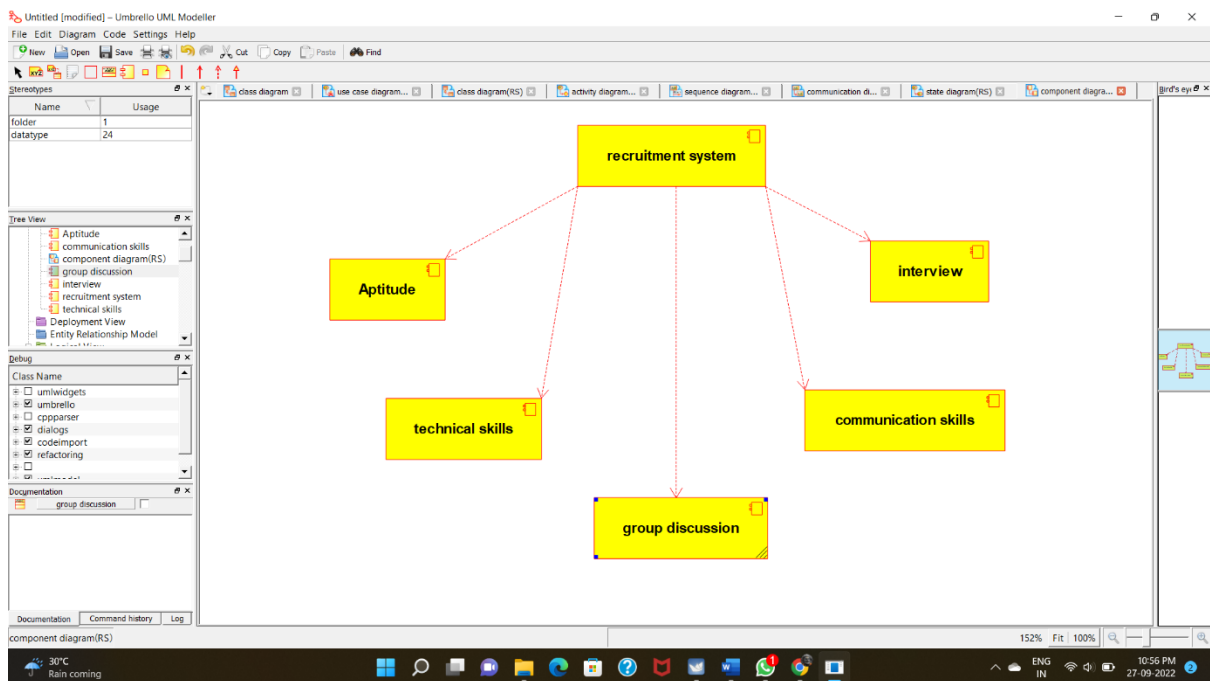 Untitled [modified] – Umbrello UML Modeller
File Edit Diagram Code Settings Help
New Open Save Cut Copy Paste Find
Stereotypes
Name Usage
folder 1
datatype 24
class diagram
use case diagram...
class diagram(RS)
activity diagram...
sequence diagram...
communication di...
state diagram(RS)
component diagra...
Bird's eye
Tree View
Aptitude
communication skills
component diagram(RS)
group discussion
interview
recruitment system
technical skills
Deployment View
Entity Relationship Model
Debug
Class Name
umlwidgets
umbrello
cppparser
dialogs
codeimport
refactoring
Documentation
group discussion
Documentation Command history Log
recruitment system
Aptitude
interview
technical skills
communication skills
group discussion
component diagram(RS)
152% Fit 100%
30°C
Rain coming
ENG
IN
10:56 PM
27-09-2022
2